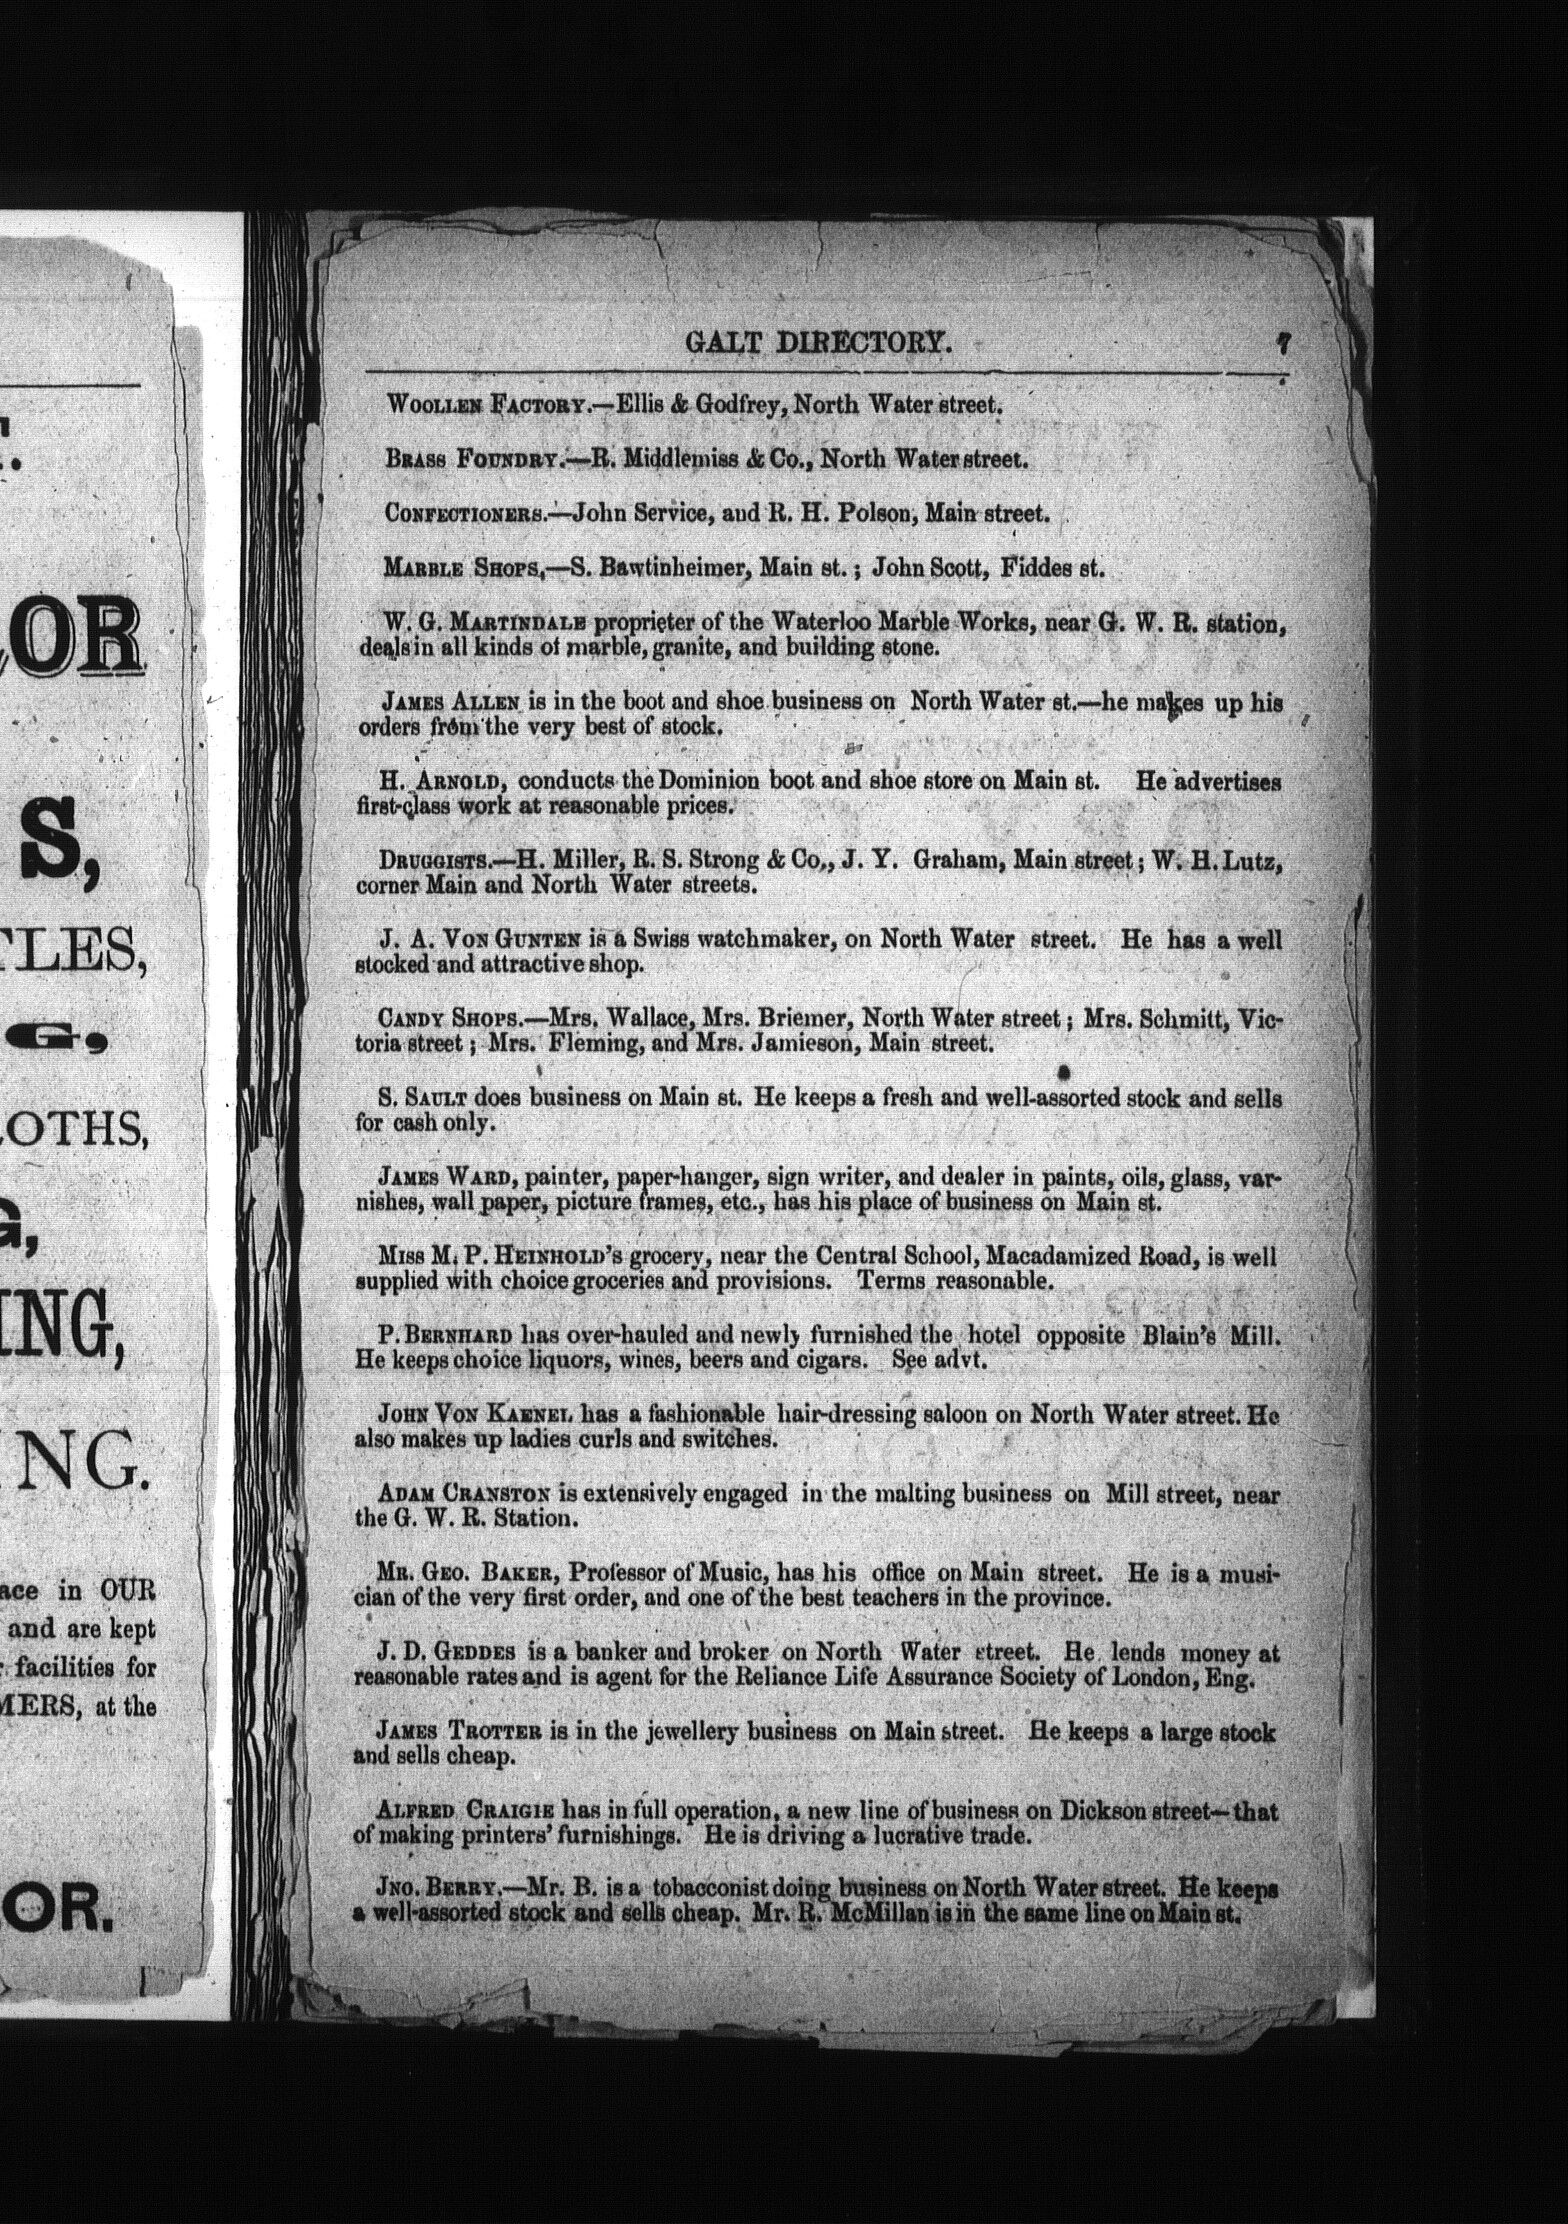 .
OR
S,
TLES,
G,
OTHS,
G,
ING,
ING.
ace in OUR
and are kept
facilities for
MERS, at the
OR.
GALT DIRECTORY. 7
WOOLLEN FACTORY.—Ellis & Godfrey, North Water street.
BRASS FOUNDRY.—R. Middlemiss & Co., North Water street.
CONFECTIONERS.—John Service, and R. H. Polson, Main street.
MARBLE SHOPS,—S. Bawtinheimer, Main st. ; John Scott, Fiddes st.
W. G. MARTINDALE proprieter of the Waterloo Marble Works, near G. W. R. station,
deals in all kinds of marble, granite, and building stone.
JAMES ALLEN is in the boot and shoe business on North Water st.—he makes up his
orders from the very best of stock.
H. ARNOLD, conducts the Dominion boot and shoe store on Main st. He advertises
first-class work at reasonable prices.
DRUGGISTS.—H. Miller, R. S. Strong & Co., J. Y. Graham, Main street ; W. H. Lutz,
corner Main and North Water streets.
J. A. VON GUNTEN is a Swiss watchmaker, on North Water street. He has a well
stocked and attractive shop.
CANDY SHOPS.—Mrs. Wallace, Mrs. Briemer, North Water street ; Mrs. Schmitt, Vic-
toria street ; Mrs. Fleming, and Mrs. Jamieson, Main street.
S. SAULT does business on Main st. He keeps a fresh and well-assorted stock and sells
for cash only.
JAMES WARD, painter, paper-hanger, sign writer, and dealer in paints, oils, glass, var-
nishes, wall paper, picture frames, etc., has his place of business on Main st.
MISS M. P. HEINHOLD'S grocery, near the Central School, Macadamized Road, is well
supplied with choice groceries and provisions. Terms reasonable.
P. BERNHARD has over-hauled and newly furnished the hotel opposite Blain's Mill.
He keeps choice liquors, wines, beers and cigars. See advt.
JOHN VON KAENEL has a fashionable hair-dressing saloon on North Water street. He
also makes up ladies curls and switches.
ADAM CRANSTON is extensively engaged in the malting business on Mill street, near
the G. W. R. Station.
MR. GEO. BAKER, Professor of Music, has his office on Main street. He is a musi-
cian of the very first order, and one of the best teachers in the province.
J. D. GEDDES is a banker and broker on North Water street. He lends money at
reasonable rates and is agent for the Reliance Life Assurance Society of London, Eng.
JAMES TROTTER is in the jewellery business on Main street. He keeps a large stock
and sells cheap.
ALFRED CRAIGIE has in full operation, a new line of business on Dickson street—that
of making printers' furnishings. He is driving a lucrative trade.
JNO. BERRY.—Mr. B. is a tobacconist doing business on North Water street. He keeps
a well-assorted stock and sells cheap. Mr. R. McMillan is in the same line on Main st.